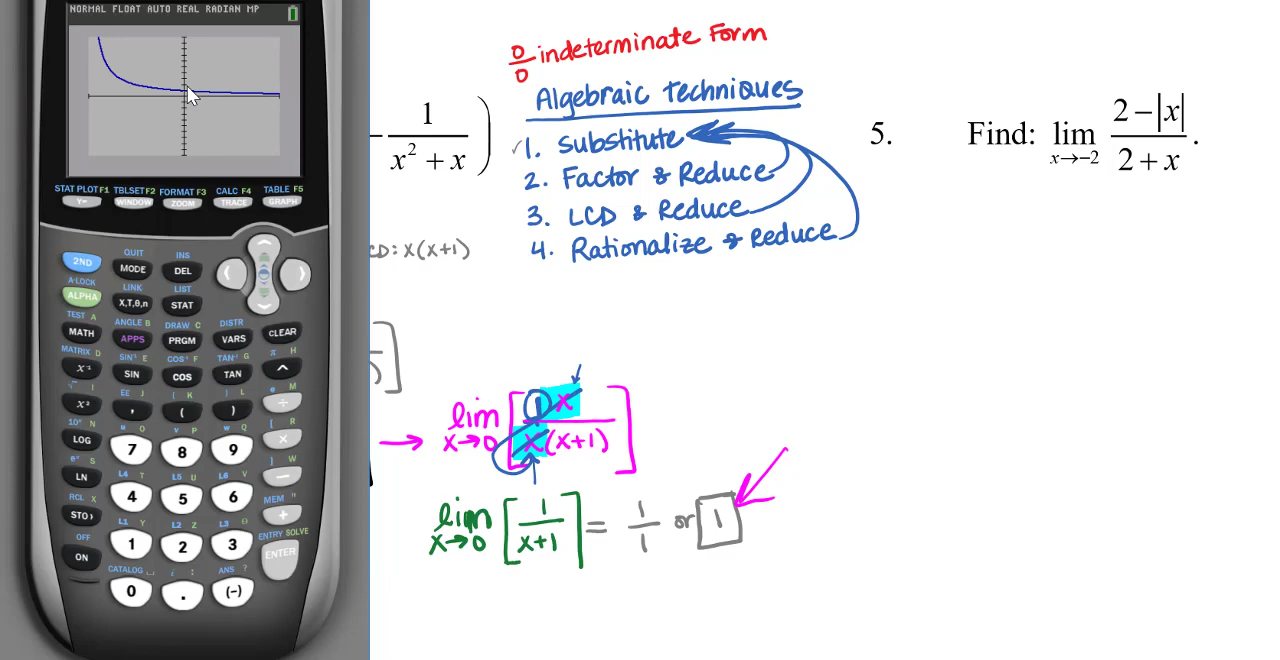 NORMAL FLOAT AUTO REAL RADIAN MP
STAT PLOT F1 TBLSET F2 FORMAT F3 CALC F4 TABLE F5
Y= WINDOW ZOOM TRACE GRAPH
QUIT INS
2ND MODE DEL
A-LOCK LINK LIST
ALPHA X,T,θ,n STAT
TEST A ANGLE B DRAW C DISTR
MATH APPS PRGM VARS CLEAR
MATRIX D SIN⁻¹ E COS⁻¹ F TAN⁻¹ G π H
x⁻¹ SIN COS TAN ^
√ I EE J { K } L e M
x² , ( ) ÷
10ˣ N u O v P w Q [ R
LOG 7 8 9 ×
eˣ S L4 T L5 U L6 V ] W
LN 4 5 6 −
RCL X L1 Y L2 Z L3 θ MEM "
STO› 1 2 3 +
OFF CATALOG ␣ i : ANS ? ENTRY SOLVE
ON 0 . (–) ENTER
− 1/(x² + x) )
CD: x(x+1)
0/0 indeterminate Form
Algebraic Techniques
✓1. Substitute
2. Factor & Reduce
3. LCD & Reduce
4. Rationalize & Reduce
lim x→0 [ 1 x / x(x+1) ]
lim x→0 [ 1/(x+1) ] = 1/1 or 1
5. Find: lim x→−2 (2−|x|)/(2+x).